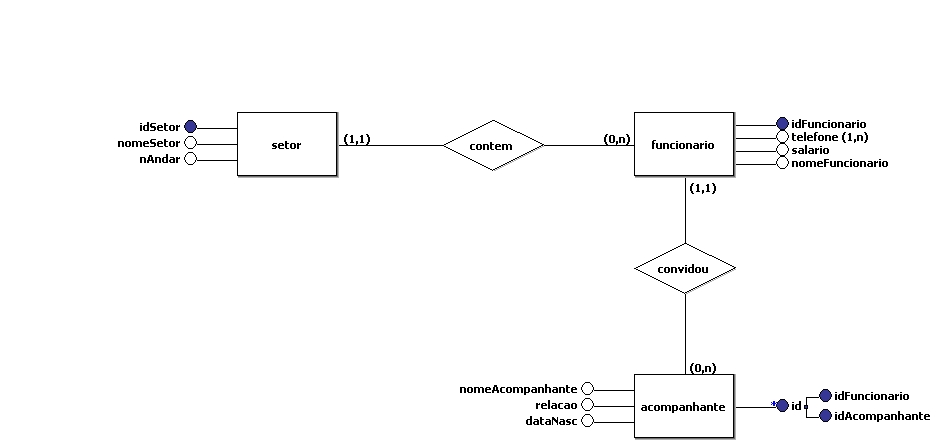 idSetor
nomeSetor
nAndar
setor
(1,1)
contem
(0,n)
funcionario
idFuncionario
telefone (1,n)
salario
nomeFuncionario
(1,1)
convidou
(0,n)
nomeAcompanhante
relacao
dataNasc
acompanhante
* id
idFuncionario
idAcompanhante